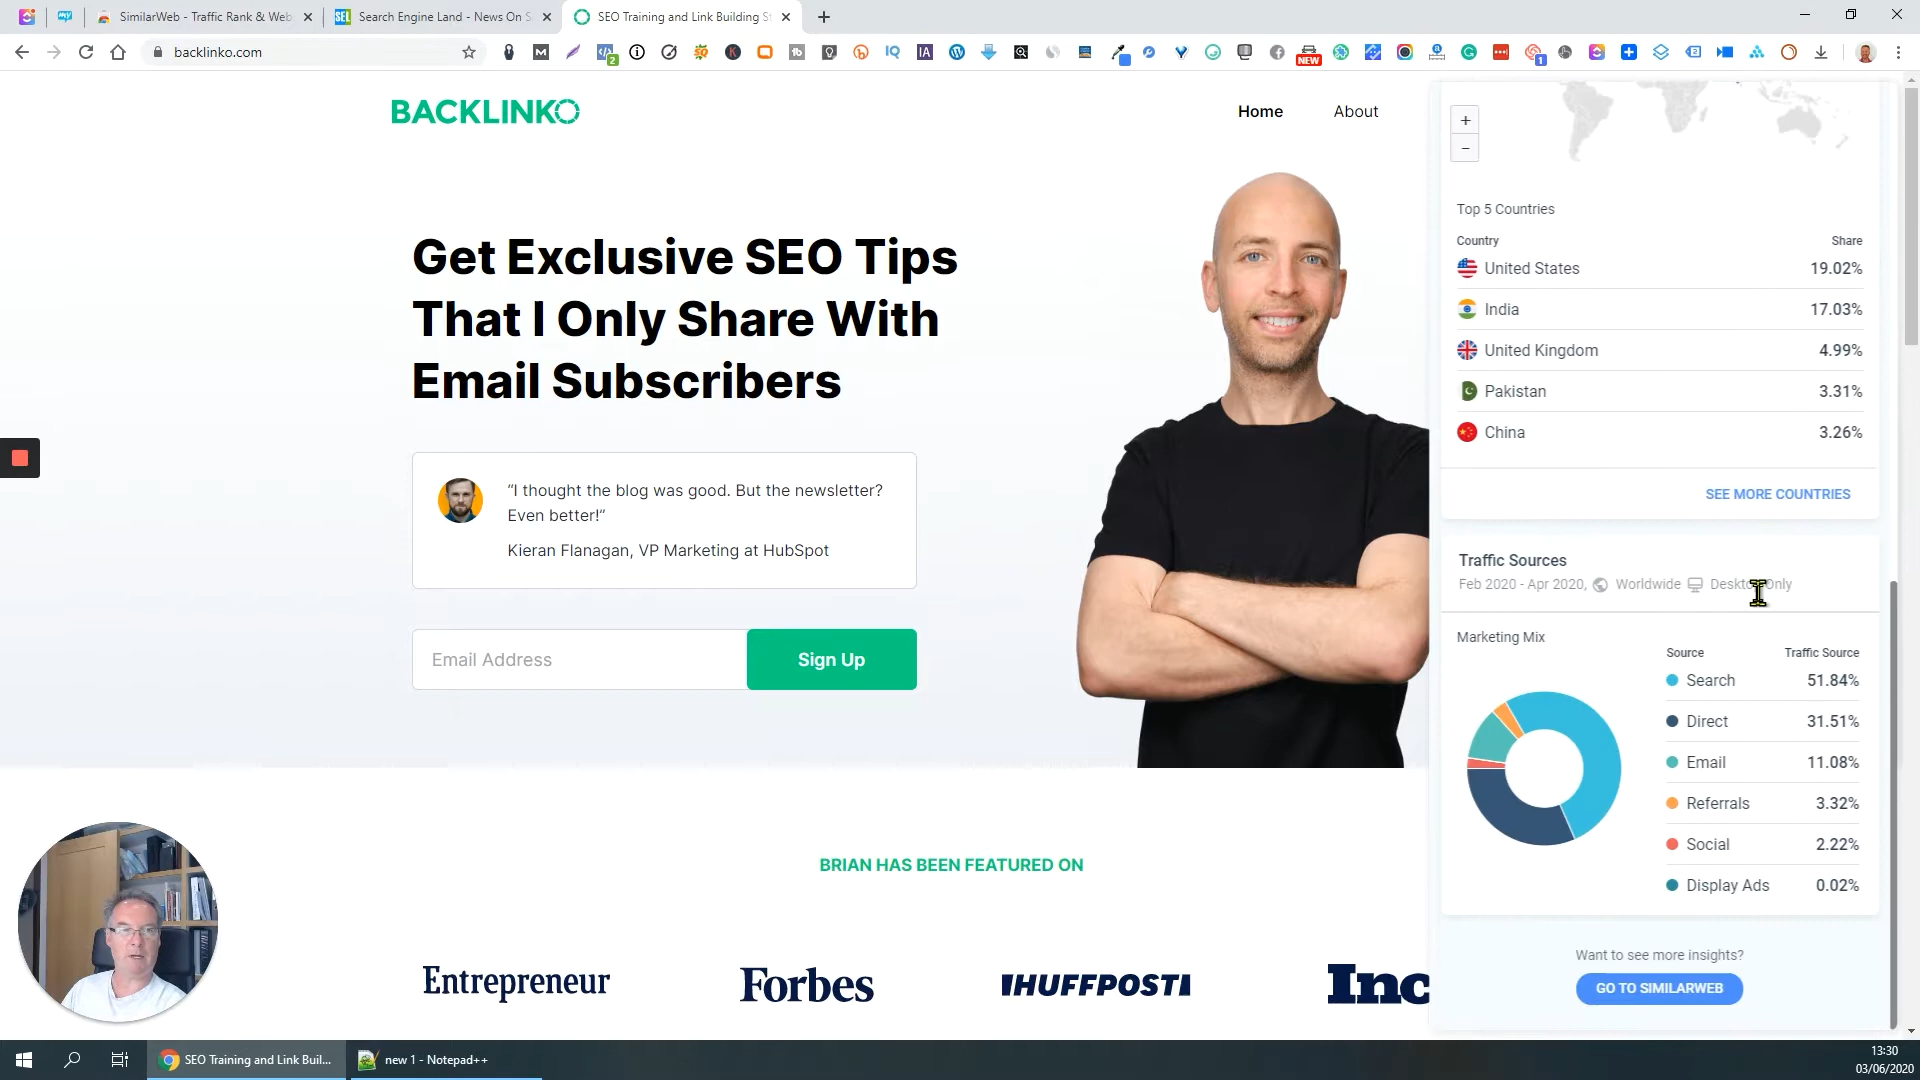 SimilarWeb - Traffic Rank & Web
Search Engine Land - News On S
SEO Training and Link Building St
backlinko.com
NEW
BACKLINKO
Home
About
Get Exclusive SEO Tips
That I Only Share With
Email Subscribers
“I thought the blog was good. But the newsletter?
Even better!”
Kieran Flanagan, VP Marketing at HubSpot
Email Address
Sign Up
BRIAN HAS BEEN FEATURED ON
Entrepreneur
Forbes
HUFFPOST
Inc
+
−
Top 5 Countries
Country Share
United States 19.02%
India 17.03%
United Kingdom 4.99%
Pakistan 3.31%
China 3.26%
SEE MORE COUNTRIES
Traffic Sources
Feb 2020 - Apr 2020, Worldwide Desktop Only
Marketing Mix
Source Traffic Source
Search 51.84%
Direct 31.51%
Email 11.08%
Referrals 3.32%
Social 2.22%
Display Ads 0.02%
Want to see more insights?
GO TO SIMILARWEB
SEO Training and Link Buil...
new 1 - Notepad++
13:30
03/06/2020